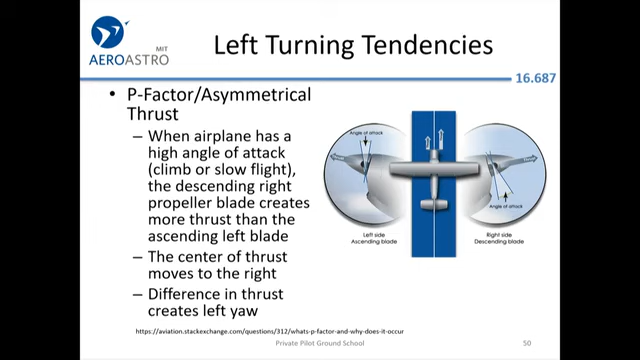 MIT
AEROASTRO
Left Turning Tendencies
16.687
• P-Factor/Asymmetrical
Thrust
– When airplane has a
high angle of attack
(climb or slow flight),
the descending right
propeller blade creates
more thrust than the
ascending left blade
– The center of thrust
moves to the right
– Difference in thrust
creates left yaw
Angle of attack
Angle of attack
Left side
Ascending blade
Right side
Descending blade
https://aviation.stackexchange.com/questions/312/whats-p-factor-and-why-does-it-occur
Private Pilot Ground School
50